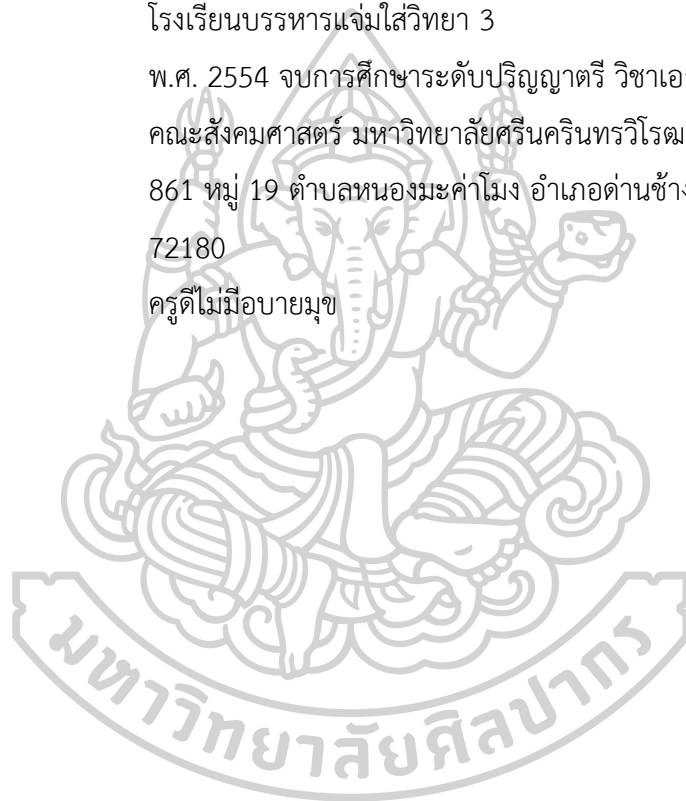 โรงเรียนบรรหารแจ่มใสวิทยา 3
พ.ศ. 2554 จบการศึกษาระดับปริญญาตรี วิชาเอ
คณะสังคมศาสตร์ มหาวิทยาลัยศรีนครินทรวิโรฒ
861 หมู่ 19 ตำบลหนองมะค่าโมง อำเภอด่านช้าง
72180
ครูดีไม่มีอบายมุข
มหาวิทยาลัยศิลปากร